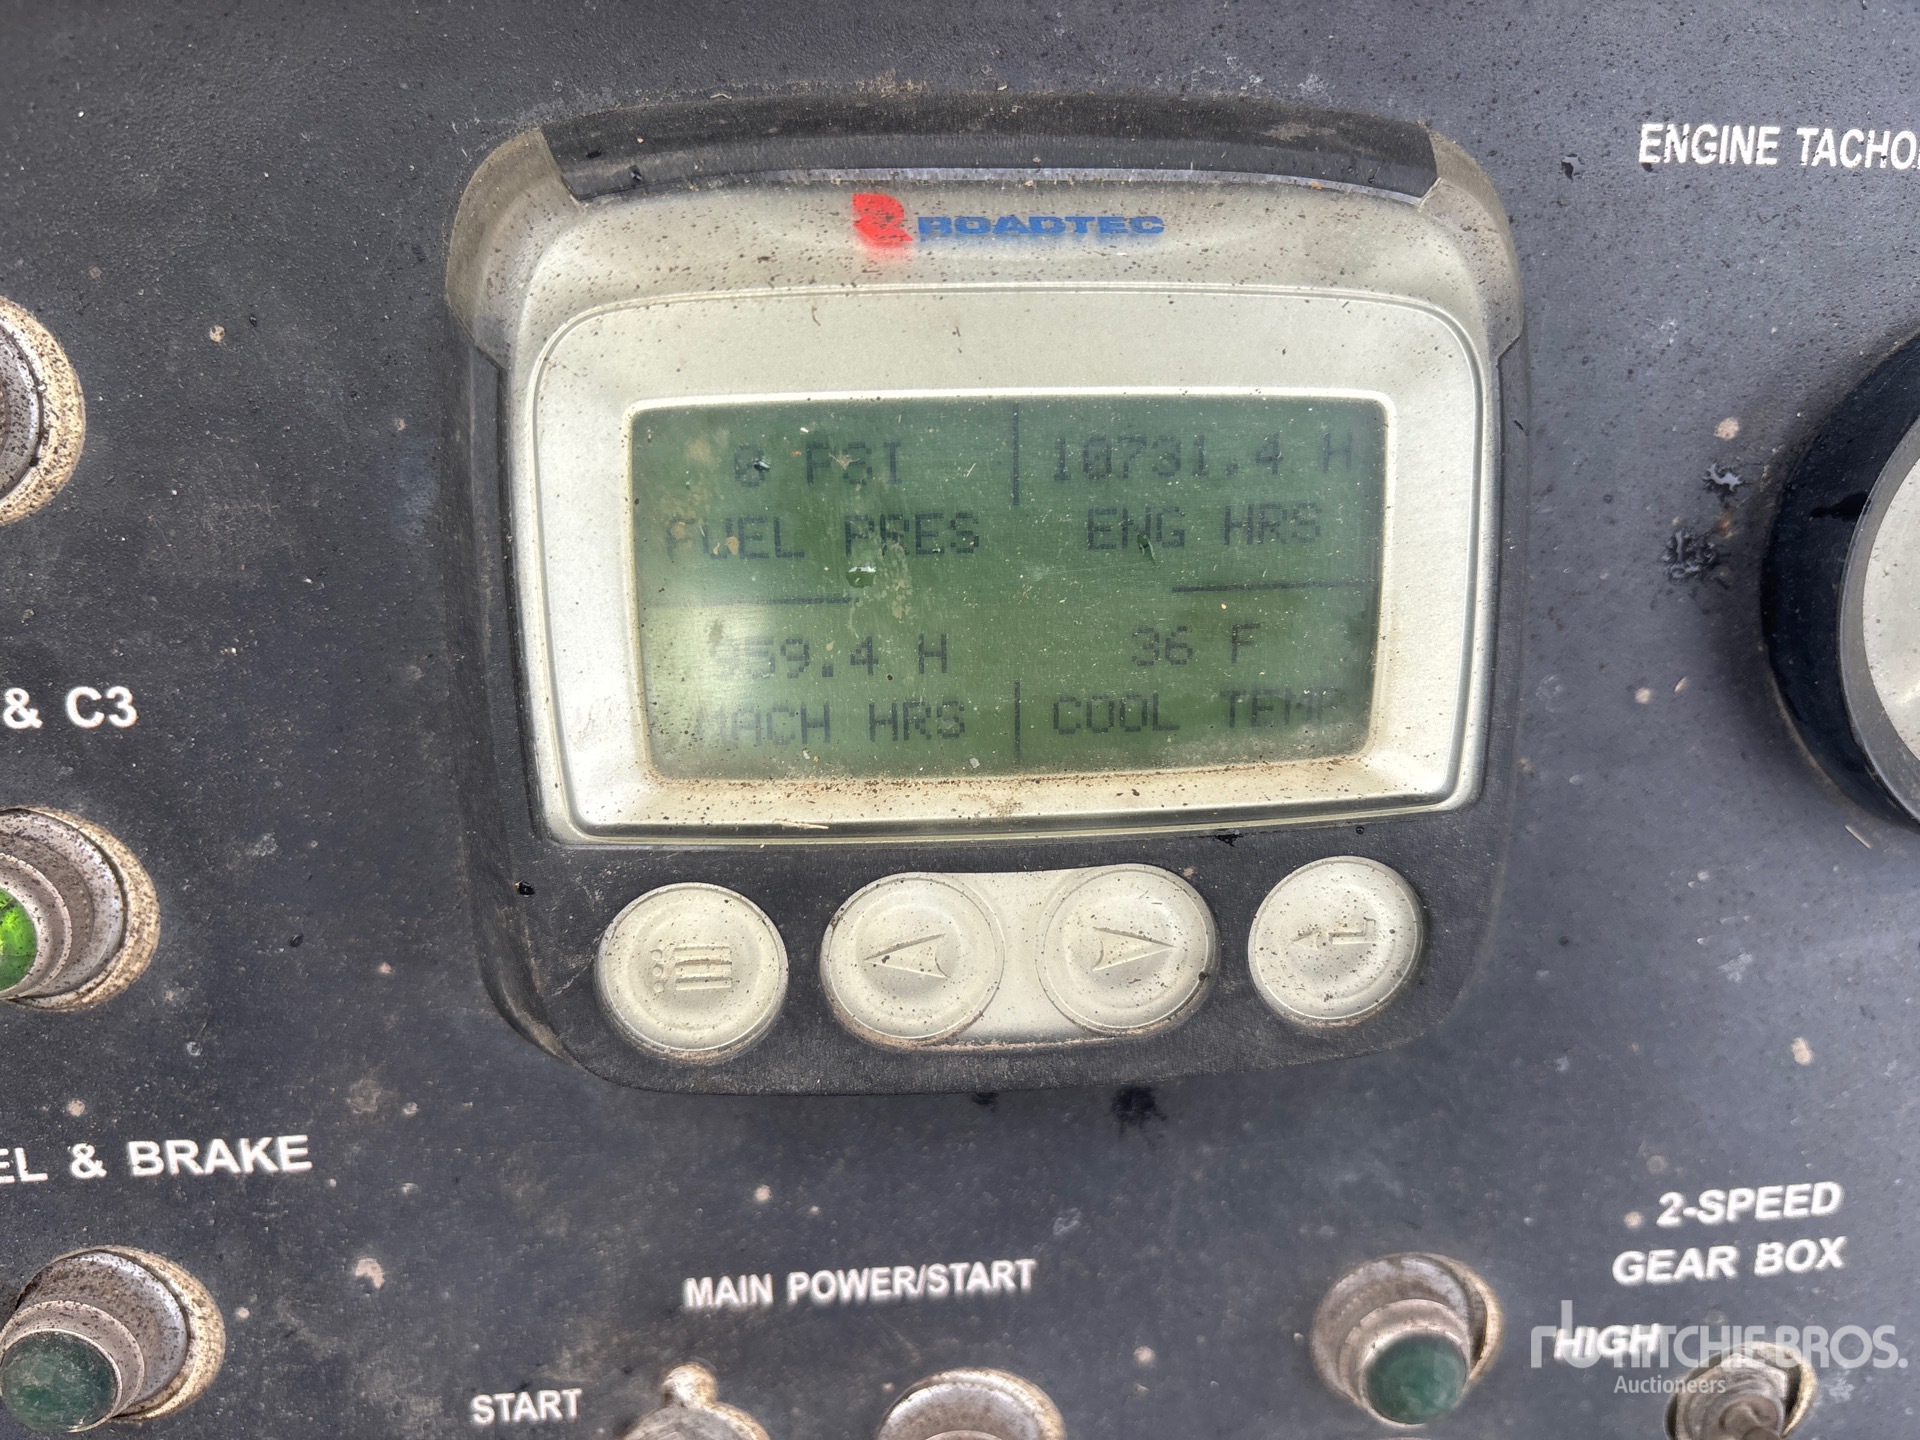 ROADTEC
ENGINE TACHO
0 PSI
10731.4 H
FUEL PRES
ENG HRS
959.4 H
36 F
MACH HRS
COOL TEMP
& C3
EL & BRAKE
MAIN POWER/START
START
2-SPEED
GEAR BOX
HIGH
RITCHIE BROS.
Auctioneers